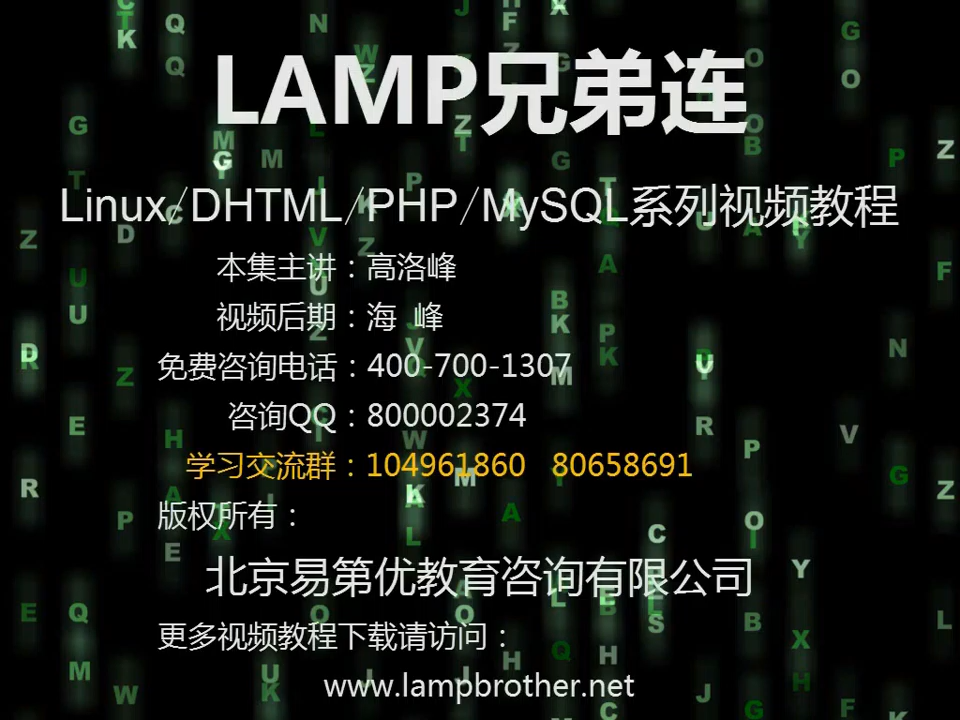 LAMP兄弟连
Linux/DHTML/PHP/MySQL系列视频教程
本集主讲：高洛峰
视频后期：海 峰
免费咨询电话：400-700-1307
咨询QQ：800002374
学习交流群：104961860 80658691
版权所有：
北京易第优教育咨询有限公司
更多视频教程下载请访问：
www.lampbrother.net